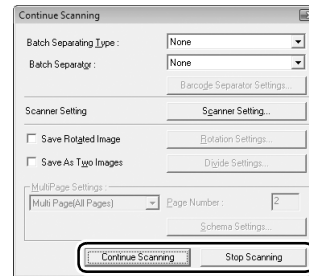 Continue Scanning
Batch Separating Type : None
Batch Separator : None
Barcode Separator Settings...
Scanner Setting Scanner Setting...
Save Rotated Image Rotation Settings...
Save As Two Images Divide Settings...
MultiPage Settings :
Multi Page(All Pages) Page Number : 2
Schema Settings...
Continue Scanning Stop Scanning